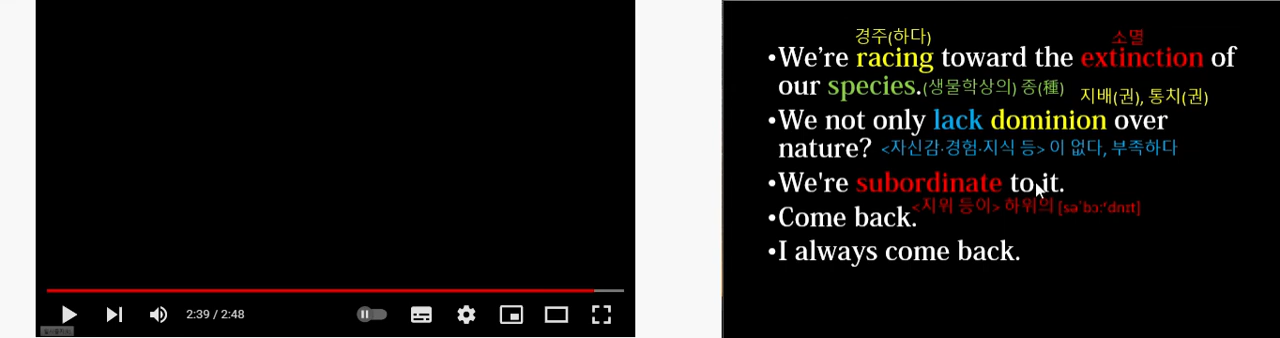 2:39 / 2:48
경주(하다)
소멸
•We’re racing toward the extinction of
our species.(생물학상의) 종(種)
지배(권), 통치(권)
•We not only lack dominion over
nature? <자신감·경험·지식 등> 이 없다, 부족하다
•We're subordinate to it.
<지위 등이> 하위의 [səˈbɔːrdnɪt]
•Come back.
•I always come back.